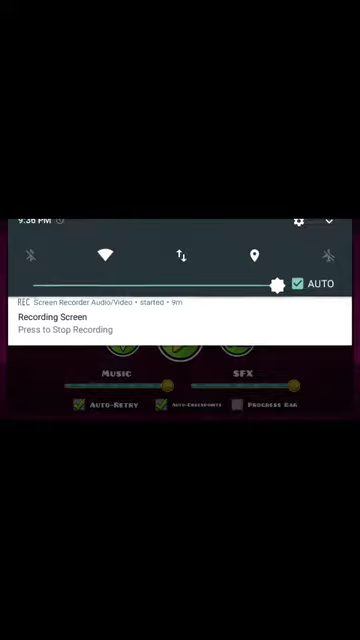 9:36 PM
AUTO
REC Screen Recorder Audio/Video • started • 9m
Recording Screen
Press to Stop Recording
MUSIC SFX
AUTO-RETRY AUTO-CHECKPOINTS PROGRESS BAR